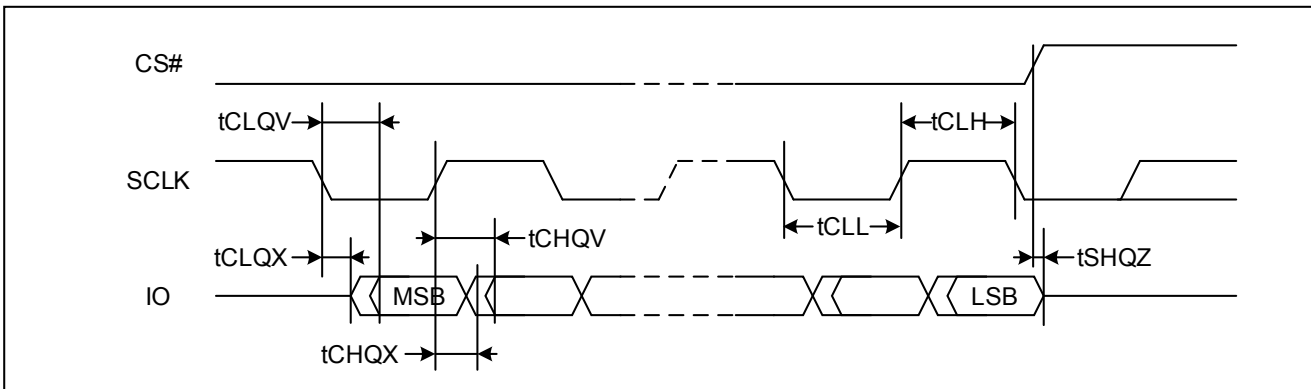 CS#
tCLQV
tCLH
SCLK
tCLL
tCHQV
tCLQX
tSHQZ
IO
MSB
LSB
tCHQX